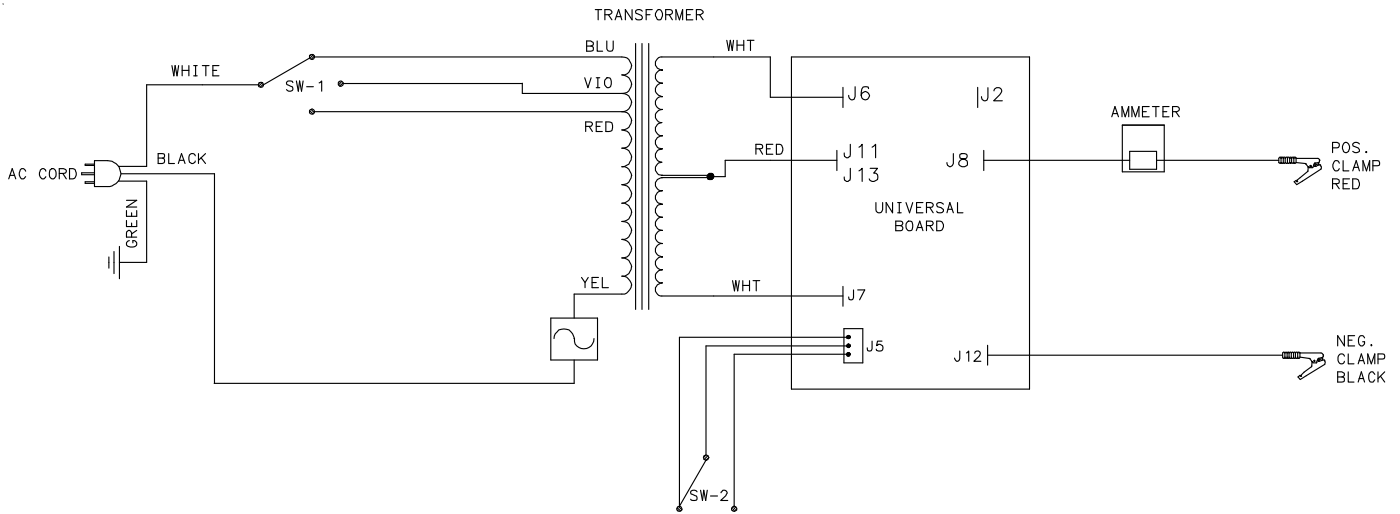 TRANSFORMER
BLU
WHT
WHITE
SW-1
VIO
J6
J2
RED
AMMETER
BLACK
RED
J11
J8
POS.
CLAMP
RED
AC CORD
J13
UNIVERSAL
BOARD
GREEN
YEL
WHT
J7
J5
J12
NEG.
CLAMP
BLACK
SW-2